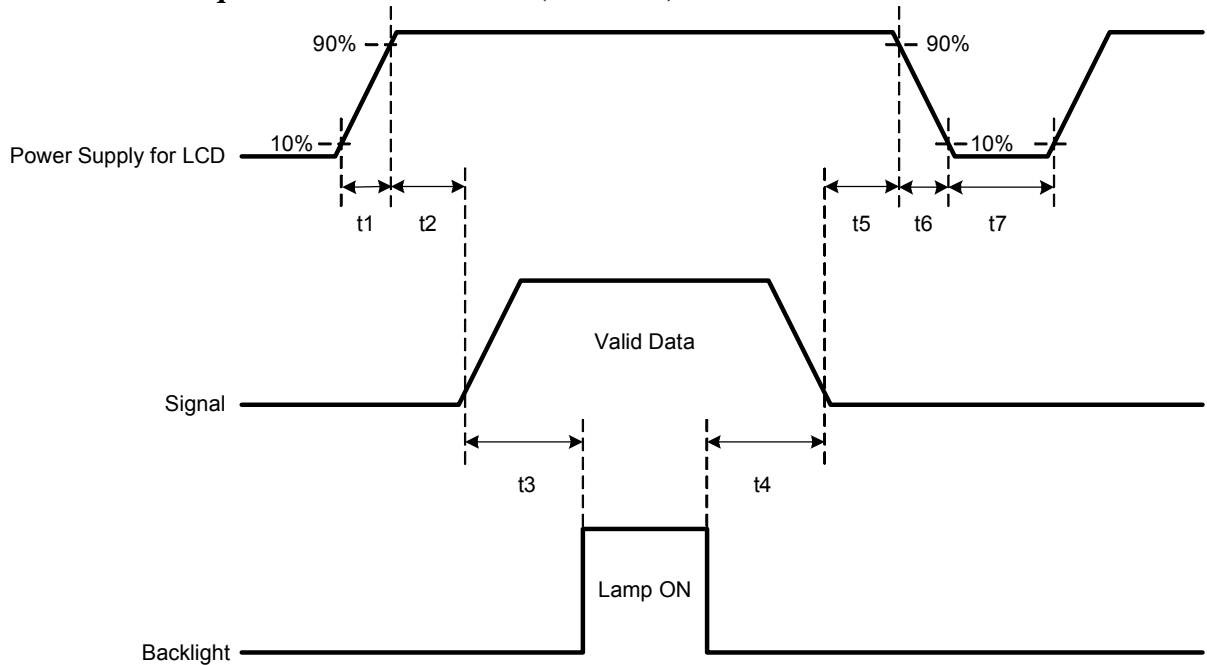 90%
90%
10%
10%
Power Supply for LCD
t1
t2
t5
t6
t7
Valid Data
Signal
t3
t4
Lamp ON
Backlight